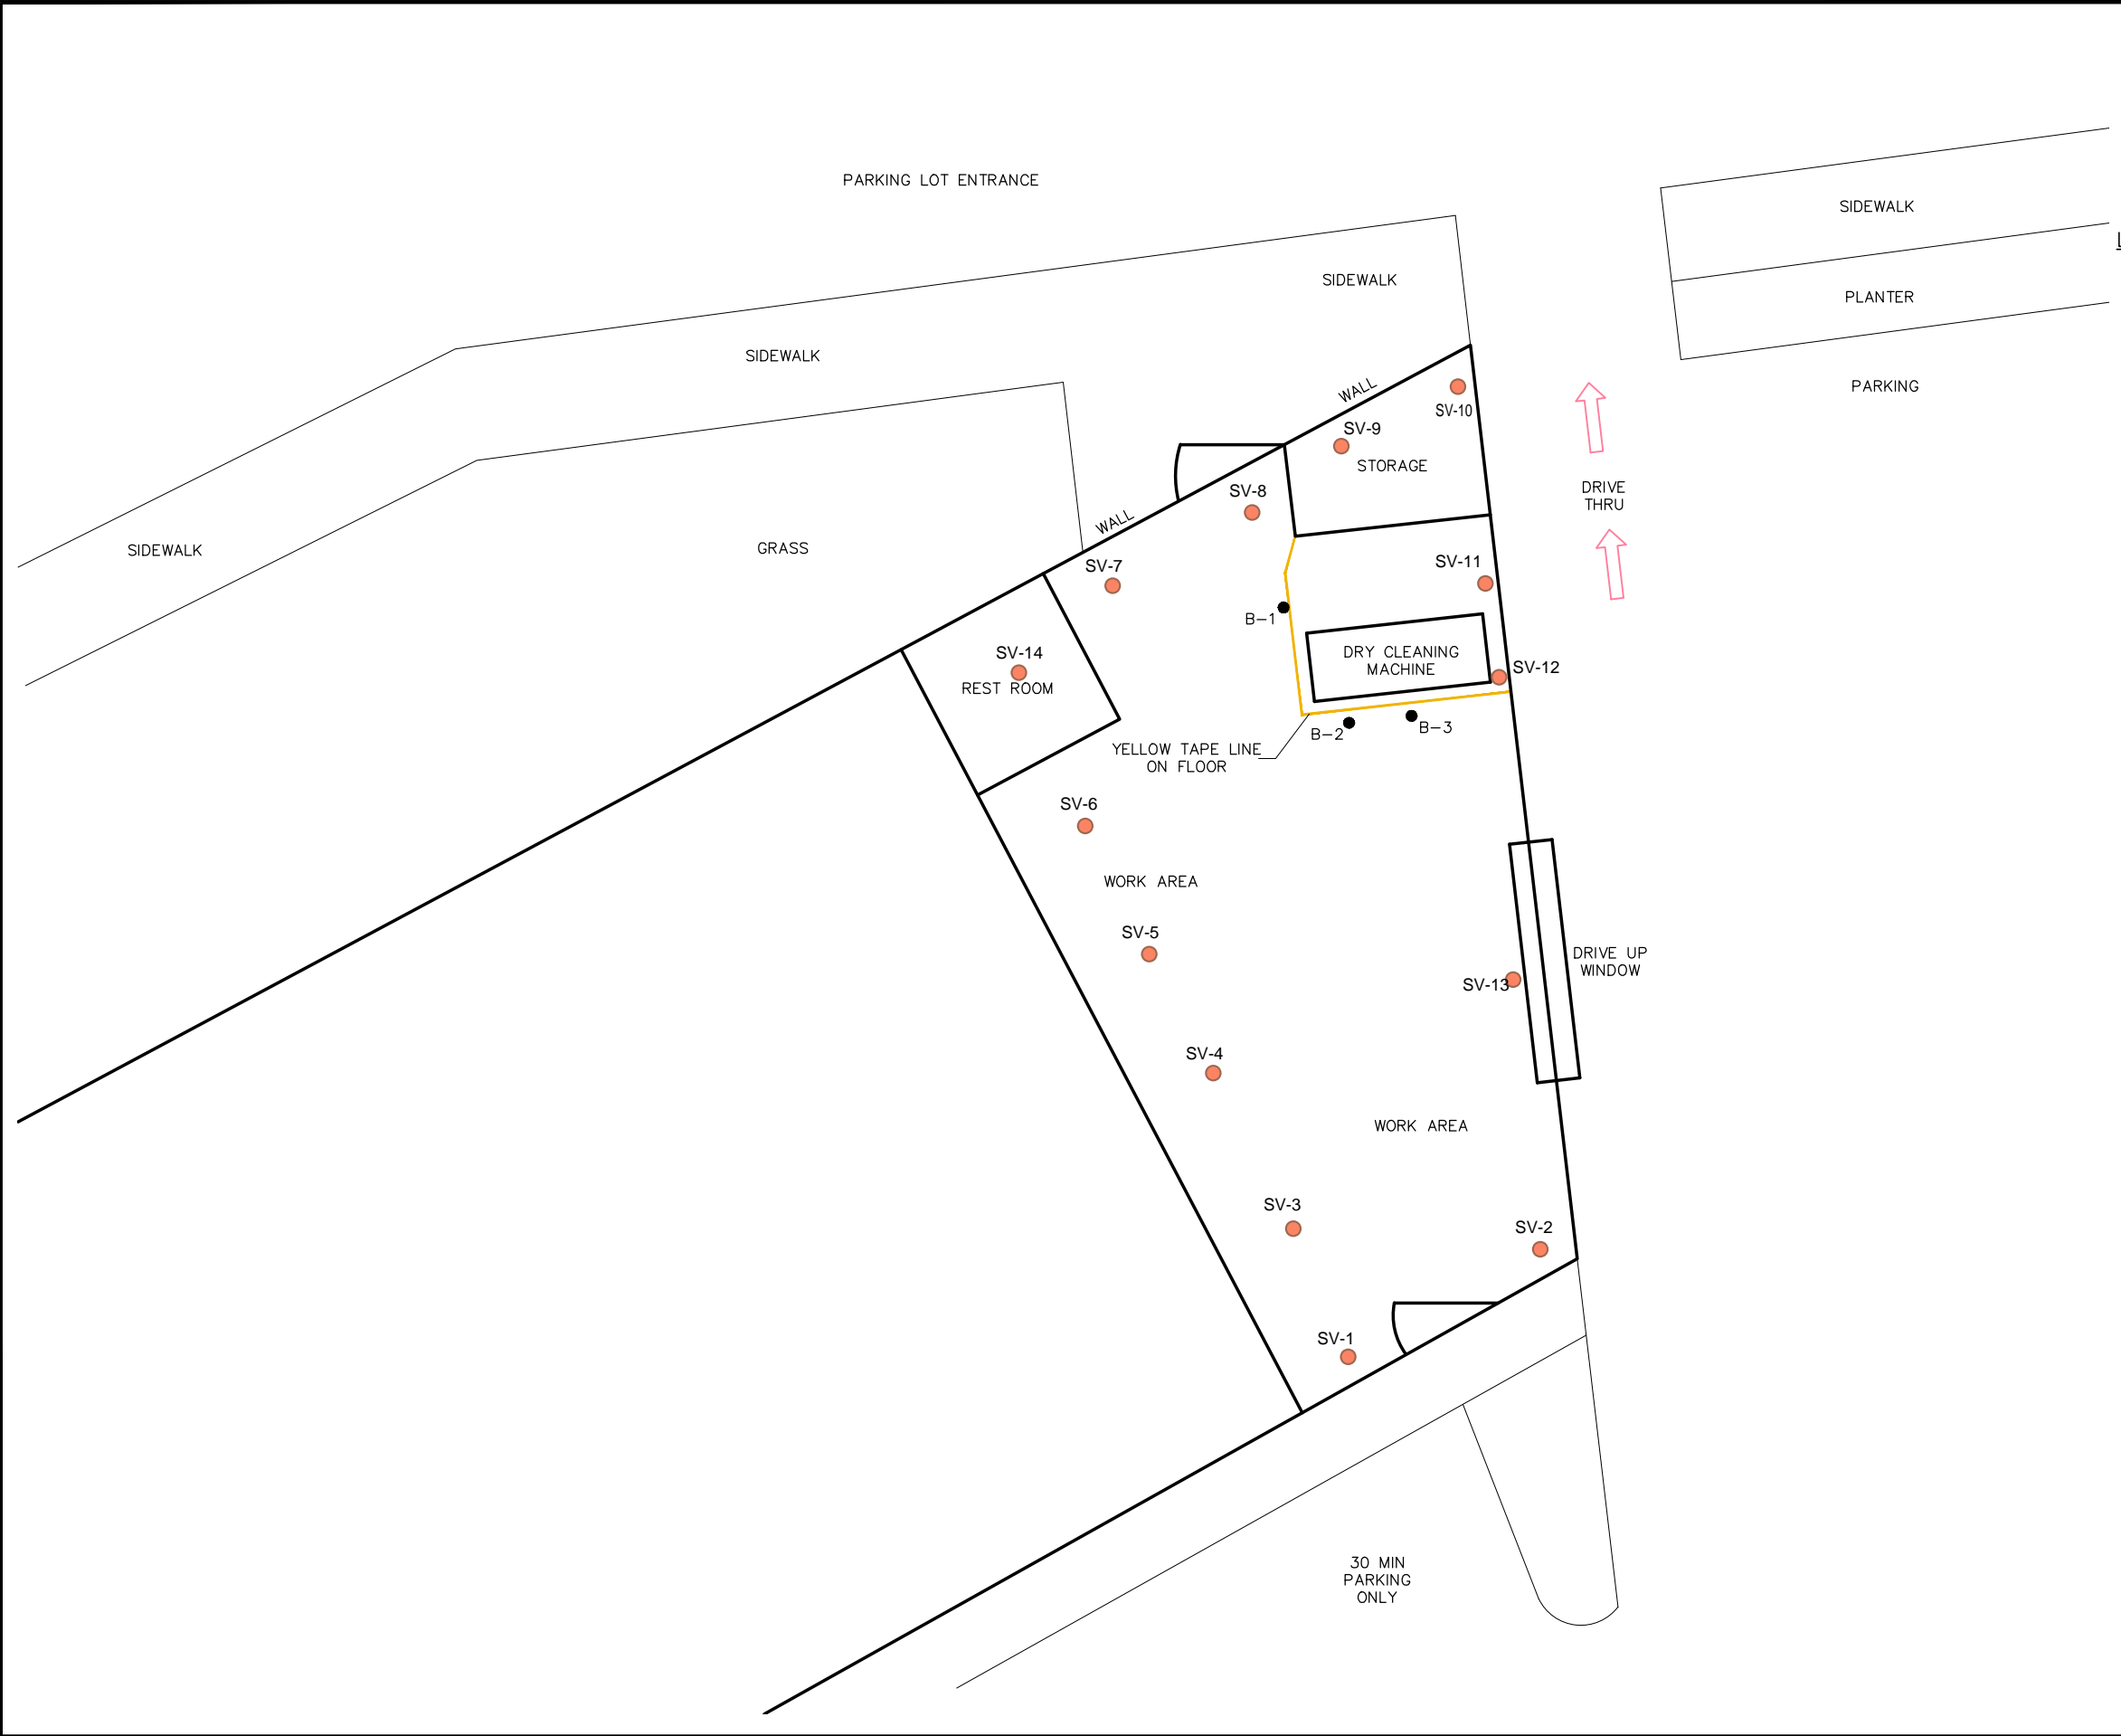 PARKING LOT ENTRANCE
SIDEWALK
SIDEWALK
PLANTER
PARKING
SIDEWALK
SIDEWALK
SIDEWALK
GRASS
WALL
WALL
SV-10
SV-9
STORAGE
SV-8
DRIVE
THRU
SV-7
SV-11
B-1
SV-14
REST ROOM
DRY CLEANING
MACHINE
SV-12
B-2
B-3
YELLOW TAPE LINE
ON FLOOR
SV-6
WORK AREA
SV-5
DRIVE UP
WINDOW
SV-13
SV-4
WORK AREA
SV-3
SV-2
SV-1
30 MIN
PARKING
ONLY